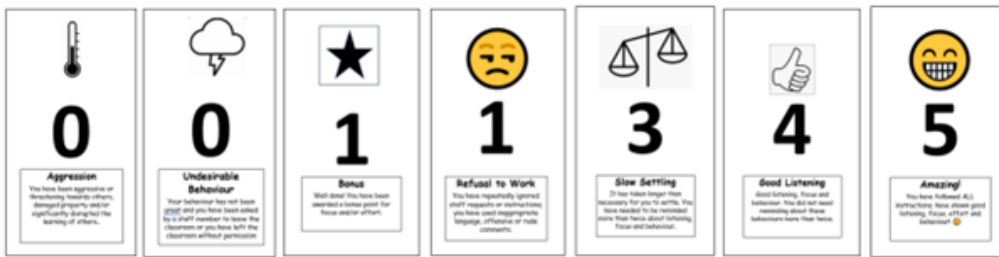 0
Aggression
You have been aggressive or
threatening towards others,
damaged property and/or
significantly disrupted the
learning of others.
0
Undesirable
Behaviour
Your behaviour has not been
great and you have been asked
by a staff member to leave the
classroom or you have left the
classroom without permission
1
Bonus
Well done! You have been
awarded a bonus point for
focus and/or effort.
1
Refusal to Work
You have repeatedly ignored
staff requests or instructions;
you have used inappropriate
language, offensive or rude
comments.
3
Slow Settling
It has taken longer than
necessary for you to settle. You
have needed to be reminded
more than twice about listening,
focus and behaviour.
4
Good Listening
Good listening, focus and
behaviour. You did not need
reminding about these
behaviours more than twice.
5
Amazing!
You have followed ALL
instructions; have shown good
listening, focus, effort and
behaviour! 😀